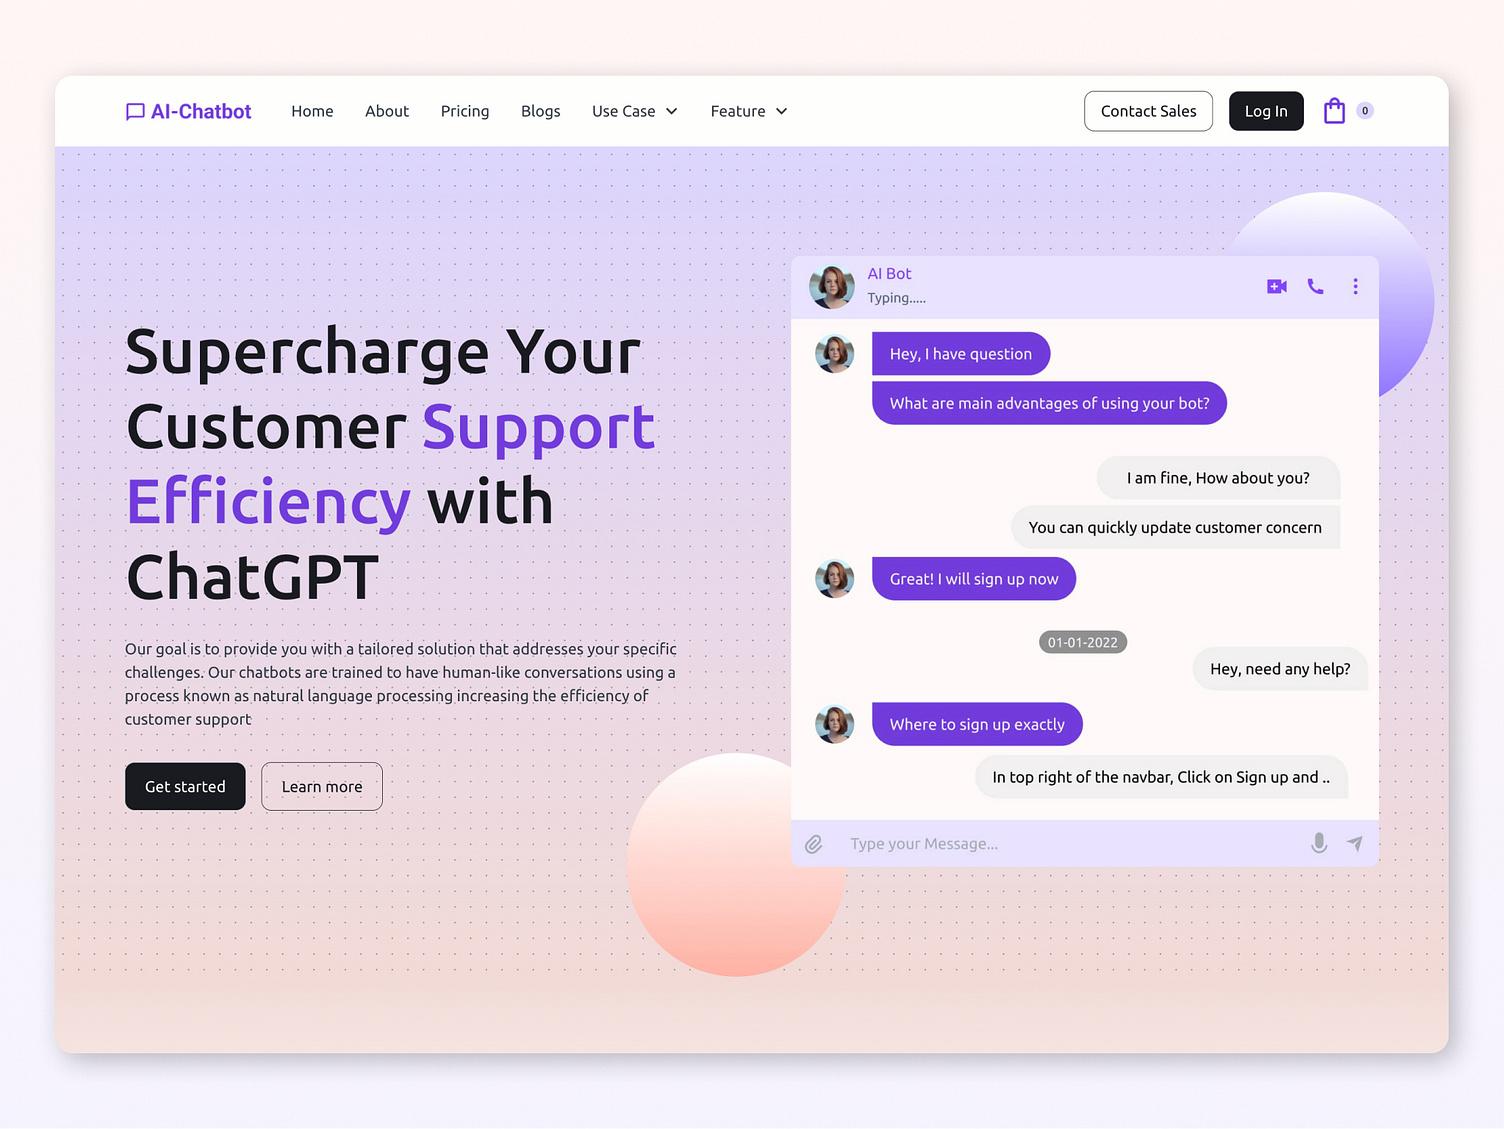 AI-Chatbot
Home
About
Pricing
Blogs
Use Case
Feature
Contact Sales
Log In
0
Supercharge Your
Customer Support
Efficiency with
ChatGPT
Our goal is to provide you with a tailored solution that addresses your specific
challenges. Our chatbots are trained to have human-like conversations using a
process known as natural language processing increasing the efficiency of
customer support
Get started
Learn more
AI Bot
Typing.....
Hey, I have question
What are main advantages of using your bot?
I am fine, How about you?
You can quickly update customer concern
Great! I will sign up now
01-01-2022
Hey, need any help?
Where to sign up exactly
In top right of the navbar, Click on Sign up and ..
Type your Message...